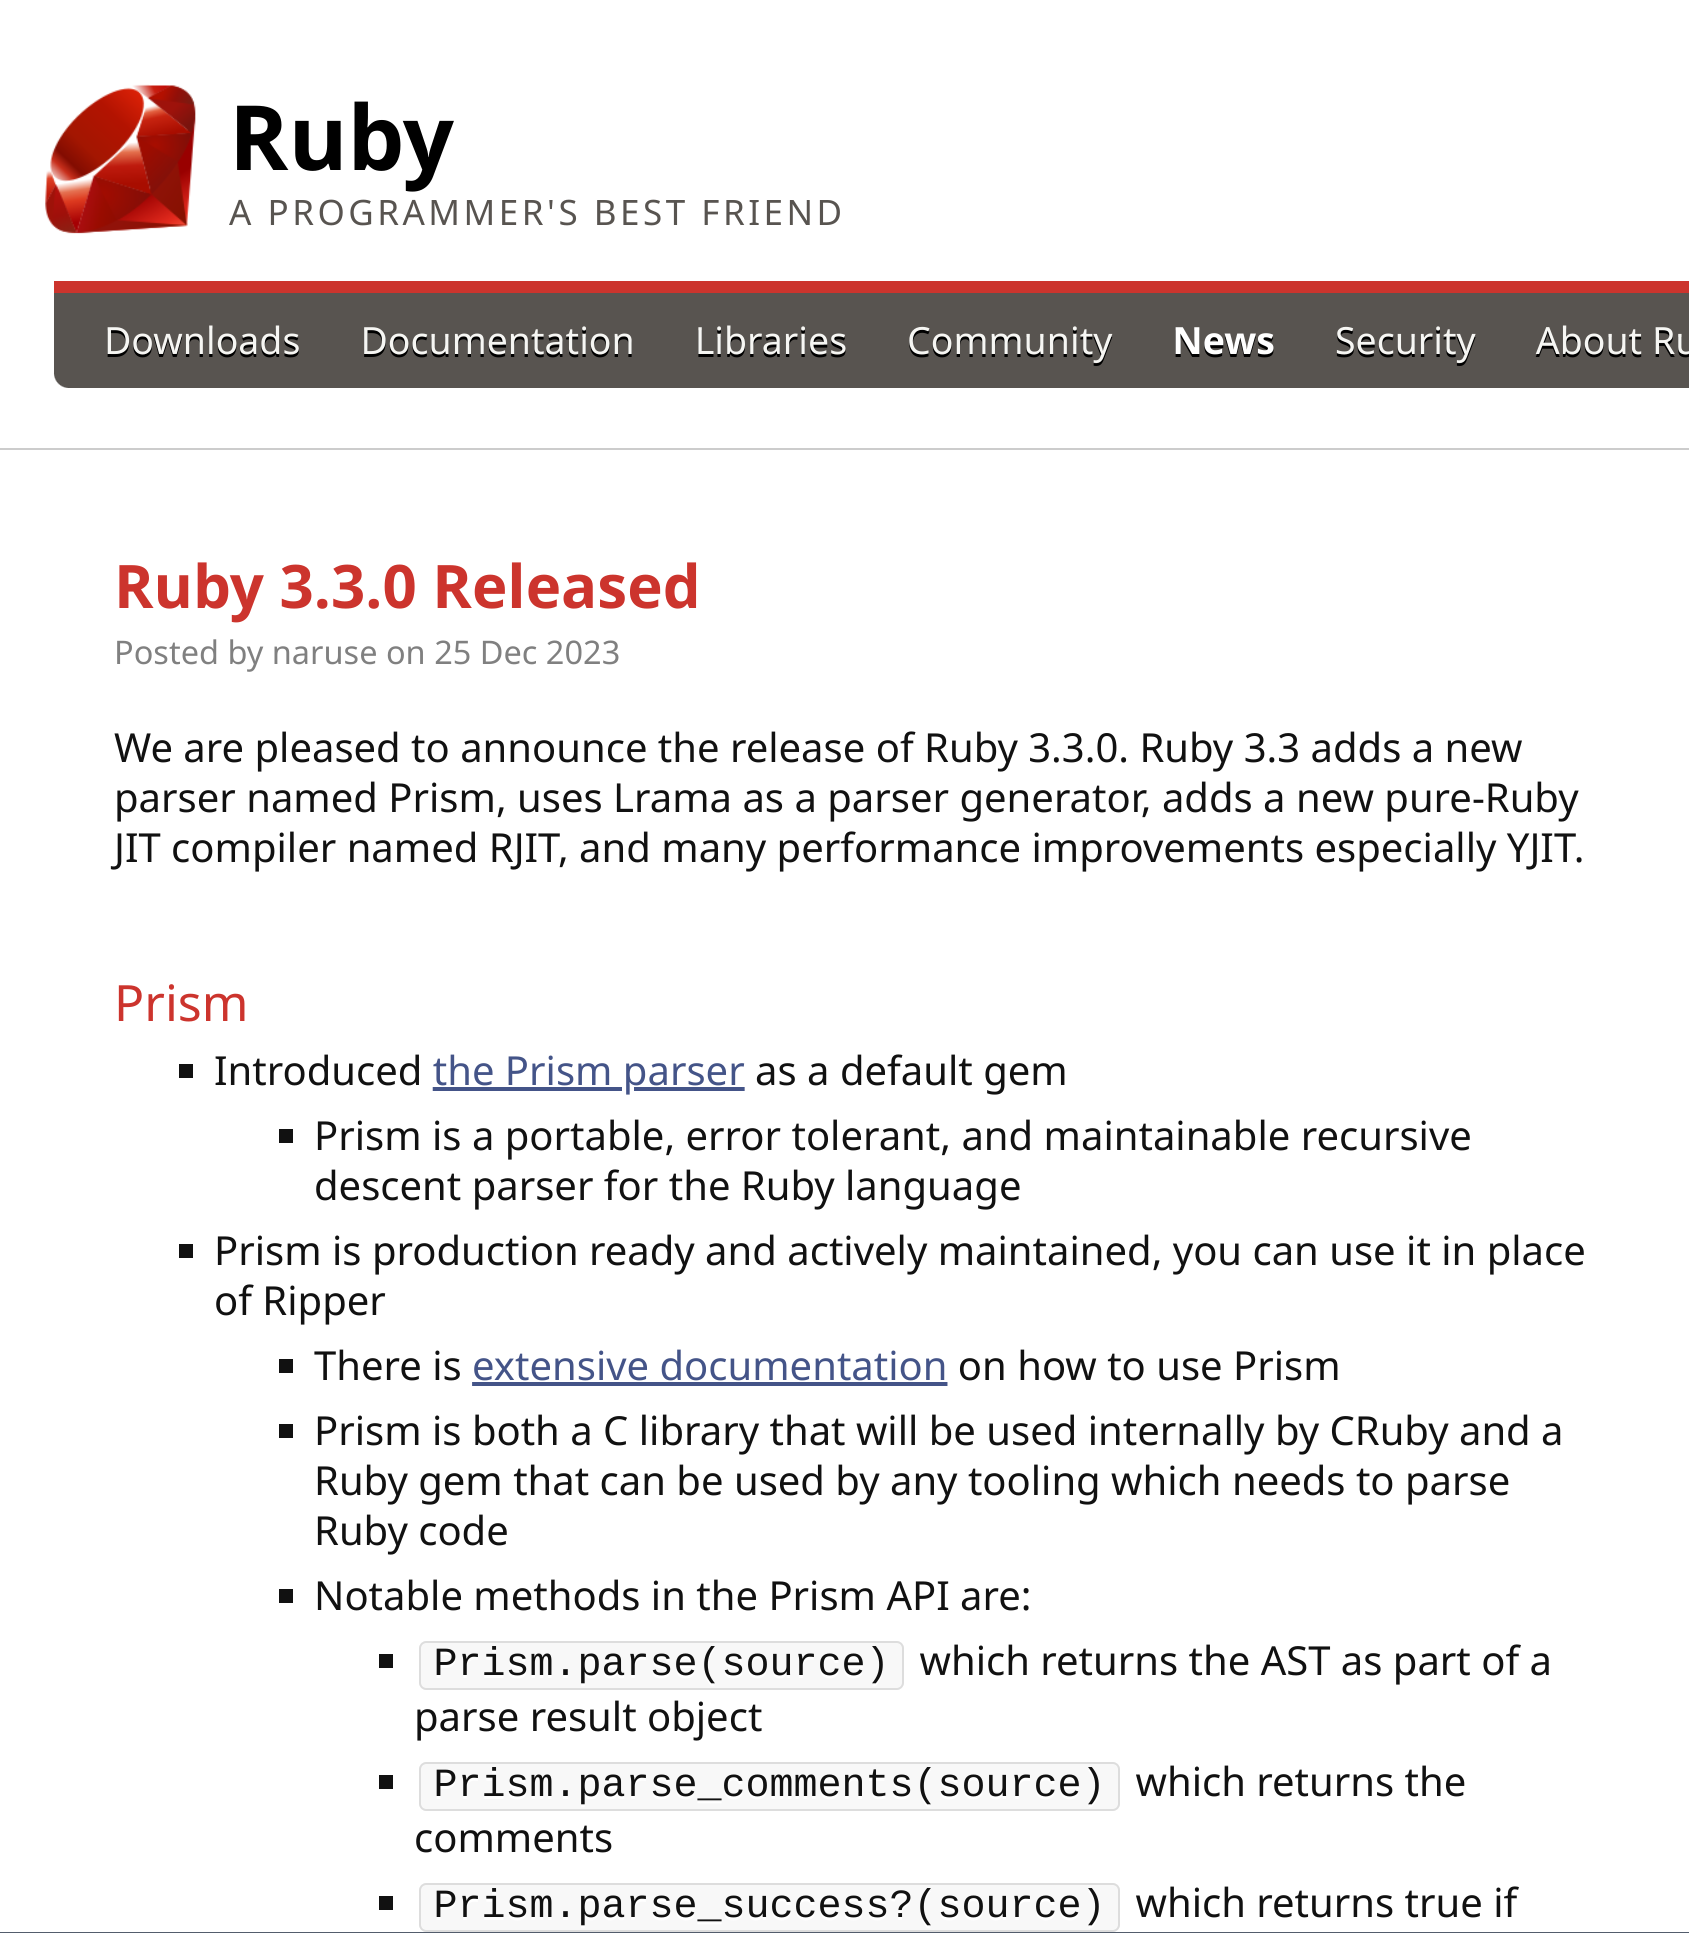 Ruby
A PROGRAMMER'S BEST FRIEND
Downloads Documentation Libraries Community News Security About Ru
Ruby 3.3.0 Released
Posted by naruse on 25 Dec 2023
We are pleased to announce the release of Ruby 3.3.0. Ruby 3.3 adds a new
parser named Prism, uses Lrama as a parser generator, adds a new pure-Ruby
JIT compiler named RJIT, and many performance improvements especially YJIT.
Prism
Introduced the Prism parser as a default gem
Prism is a portable, error tolerant, and maintainable recursive
descent parser for the Ruby language
Prism is production ready and actively maintained, you can use it in place
of Ripper
There is extensive documentation on how to use Prism
Prism is both a C library that will be used internally by CRuby and a
Ruby gem that can be used by any tooling which needs to parse
Ruby code
Notable methods in the Prism API are:
Prism.parse(source) which returns the AST as part of a
parse result object
Prism.parse_comments(source) which returns the
comments
Prism.parse_success?(source) which returns true if